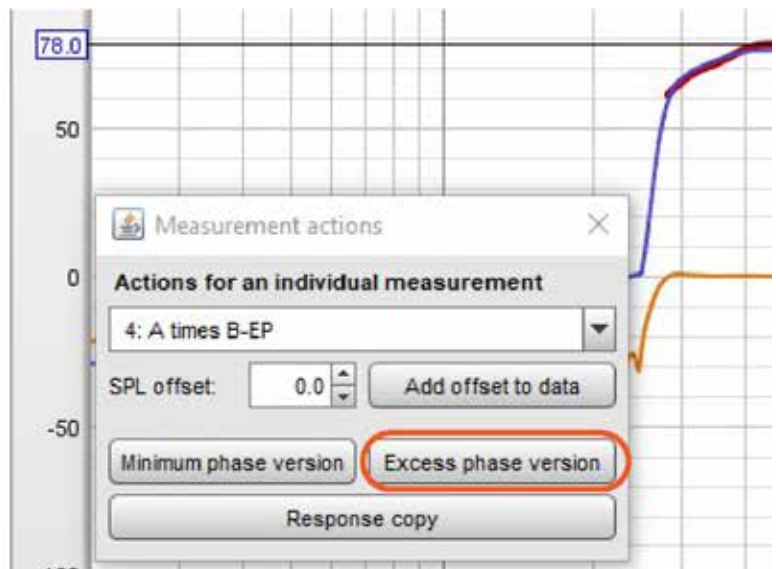 78.0
50
Measurement actions
0
Actions for an individual measurement
4: A times B-EP
SPL offset: 0.0 Add offset to data
-50
Minimum phase version Excess phase version
Response copy